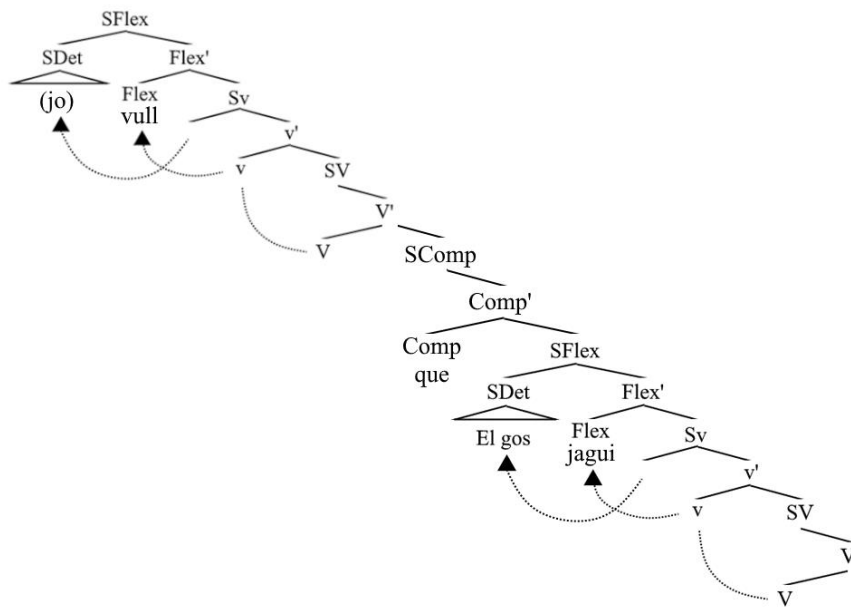 SFlex
SDet Flex'
(jo) Flex Sv
vull
v'
v SV
V'
V
SComp
Comp'
Comp SFlex
que
SDet Flex'
El gos Flex Sv
jagui
v'
v SV
V
V